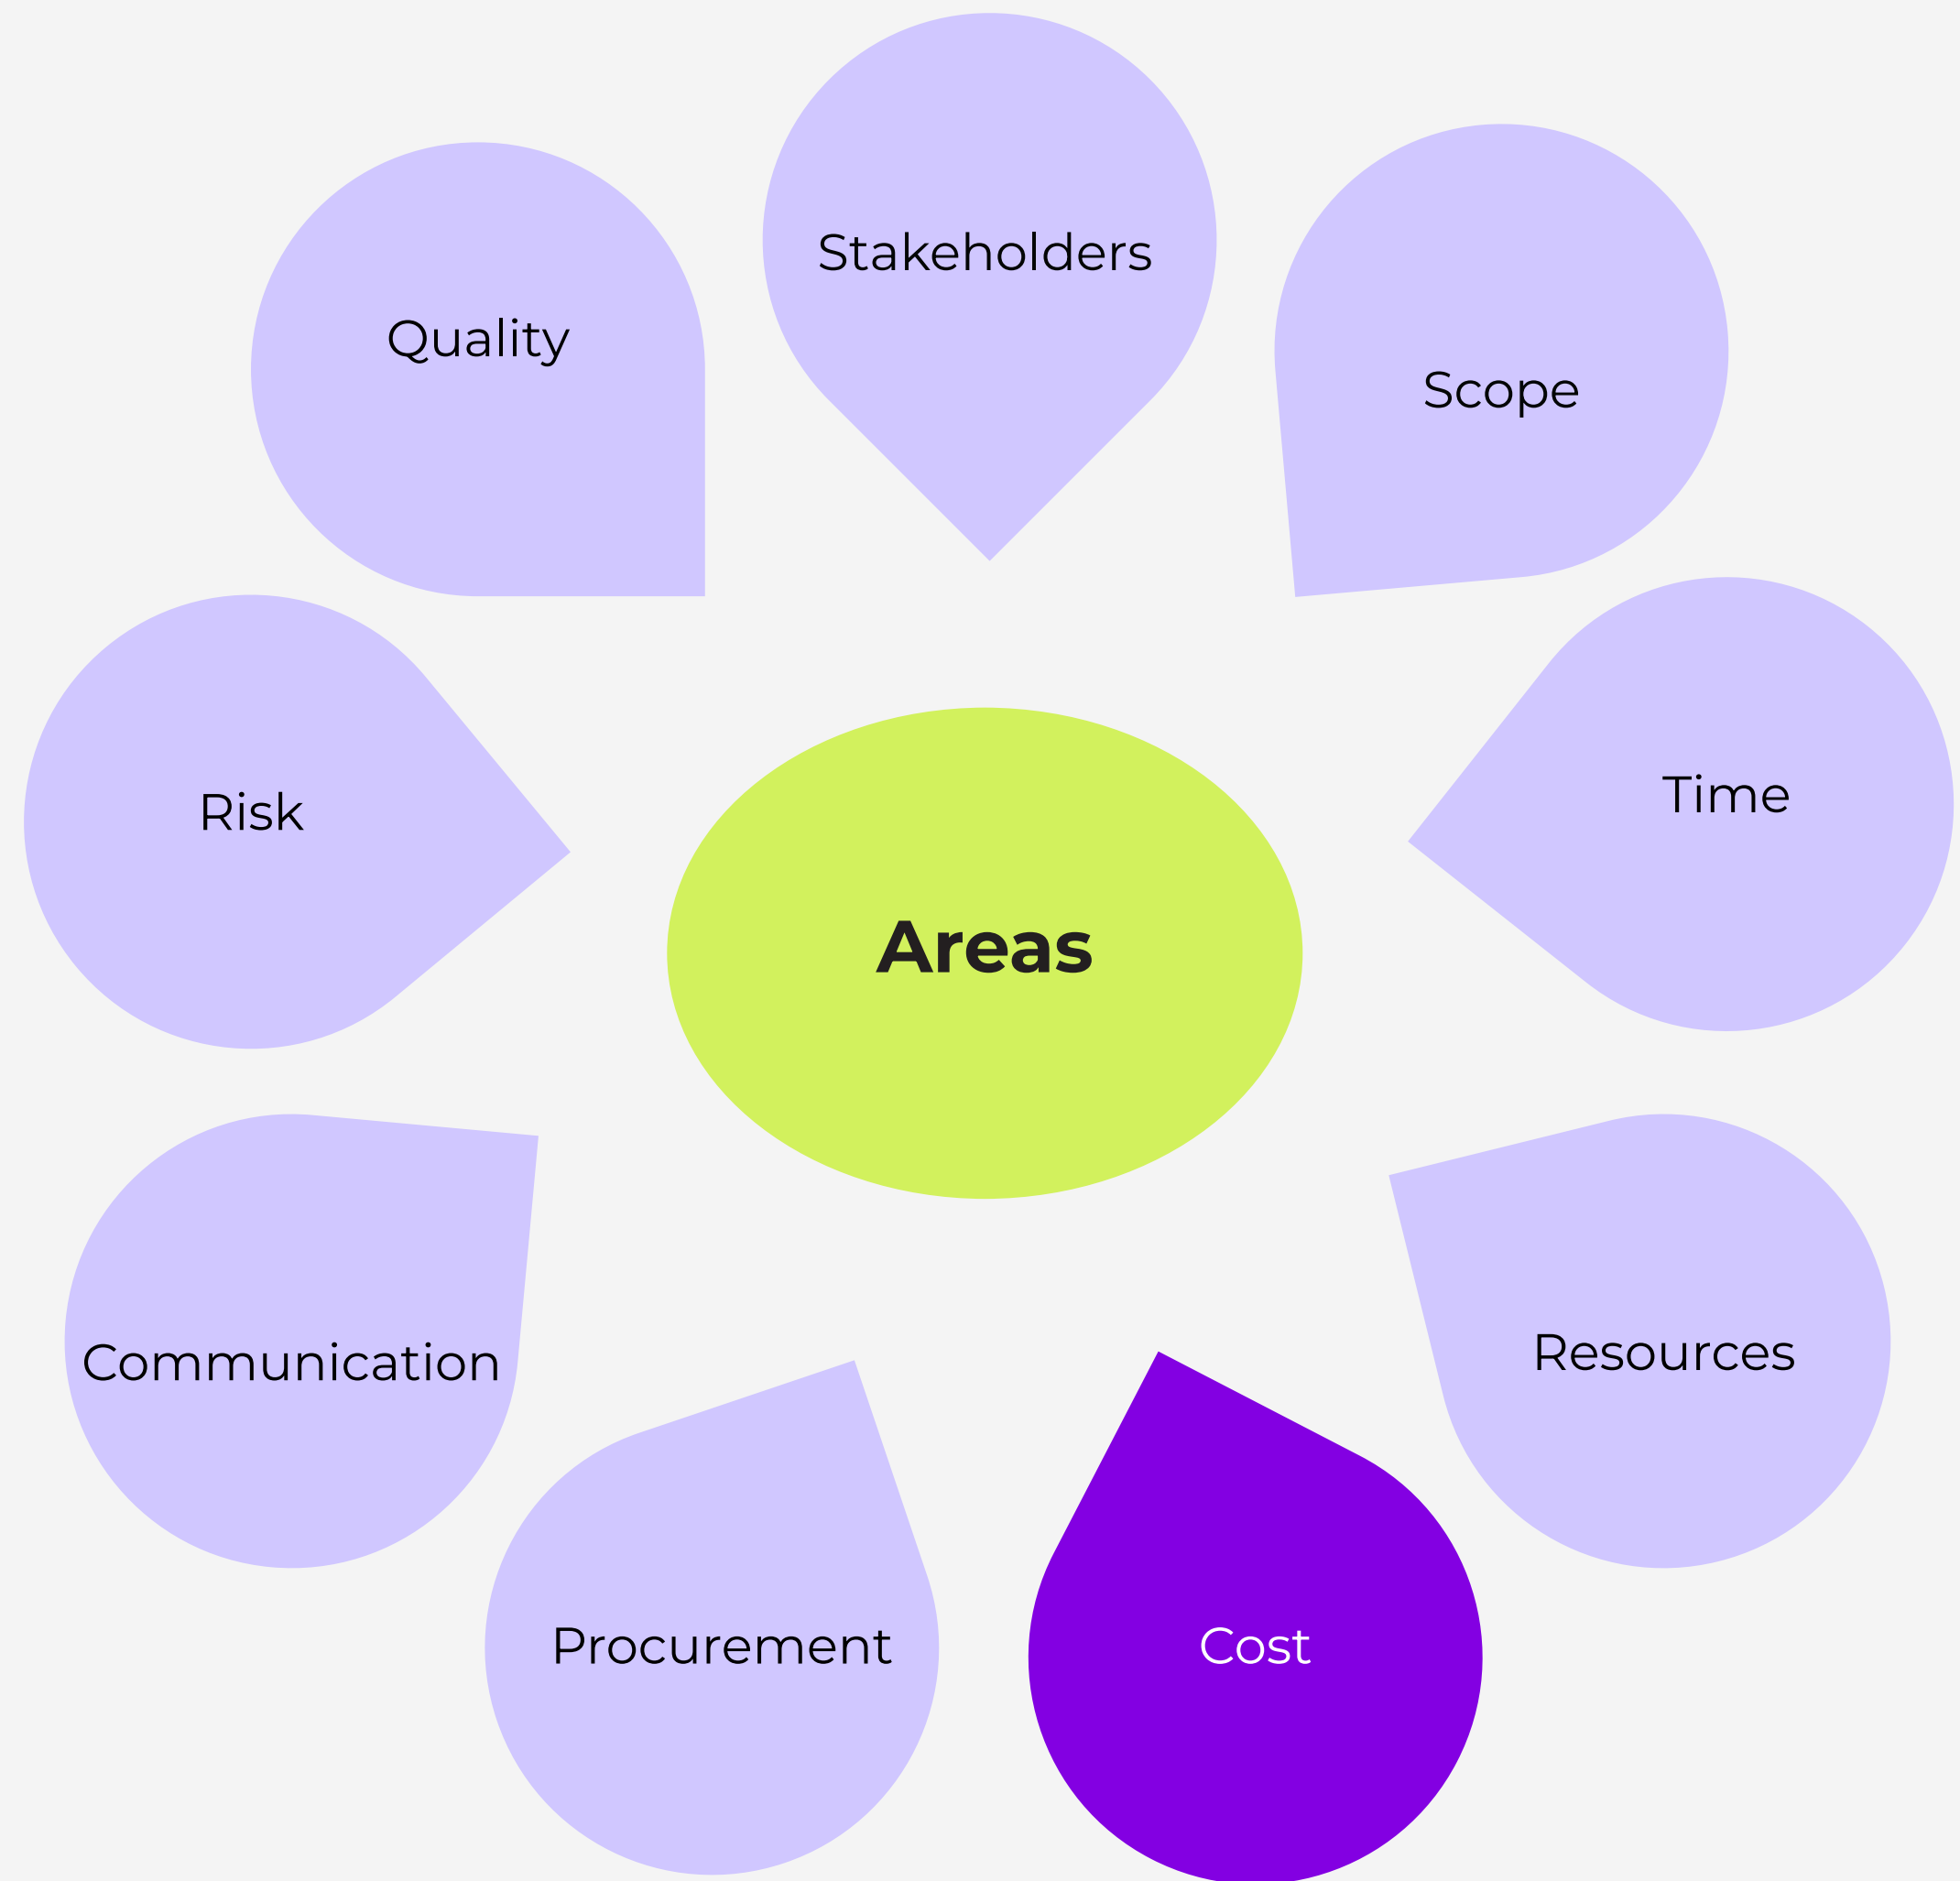 Stakeholders
Quality
Scope
Time
Risk
Areas
Resources
Communication
Procurement
Cost